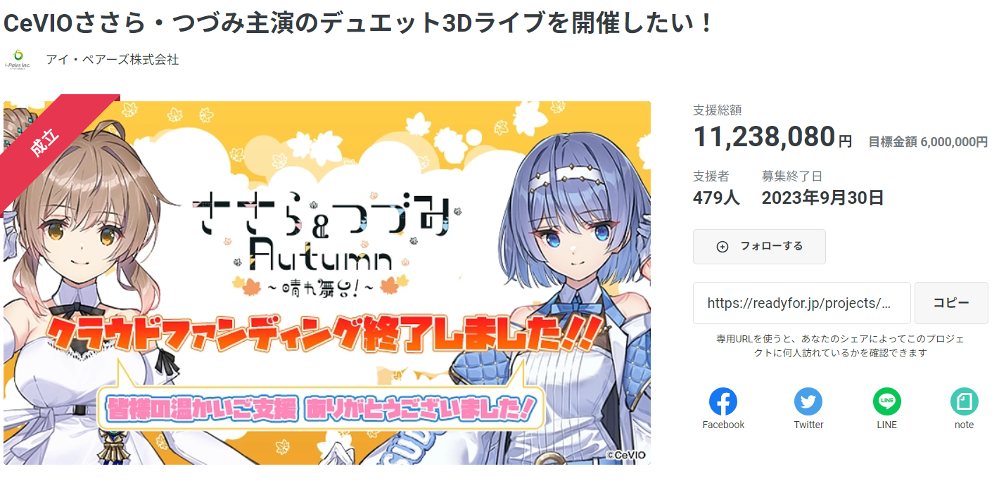 CeVIOささら・つづみ主演のデュエット3Dライブを開催したい！
i-Pairs Inc
アイ・ペアーズ株式会社
成立
ささら&つづみ
Autumn
～晴れ舞台！～
クラウドファンディング終了しました!!
皆様の温かいご支援 ありがとうございました！
©CeVIO
支援総額
11,238,080円 目標金額 6,000,000円
支援者 募集終了日
479人 2023年9月30日
フォローする
https://readyfor.jp/projects/... コピー
専用URLを使うと、あなたのシェアによってこのプロジェ
クトに何人訪れているかを確認できます
LINE
Facebook Twitter LINE note